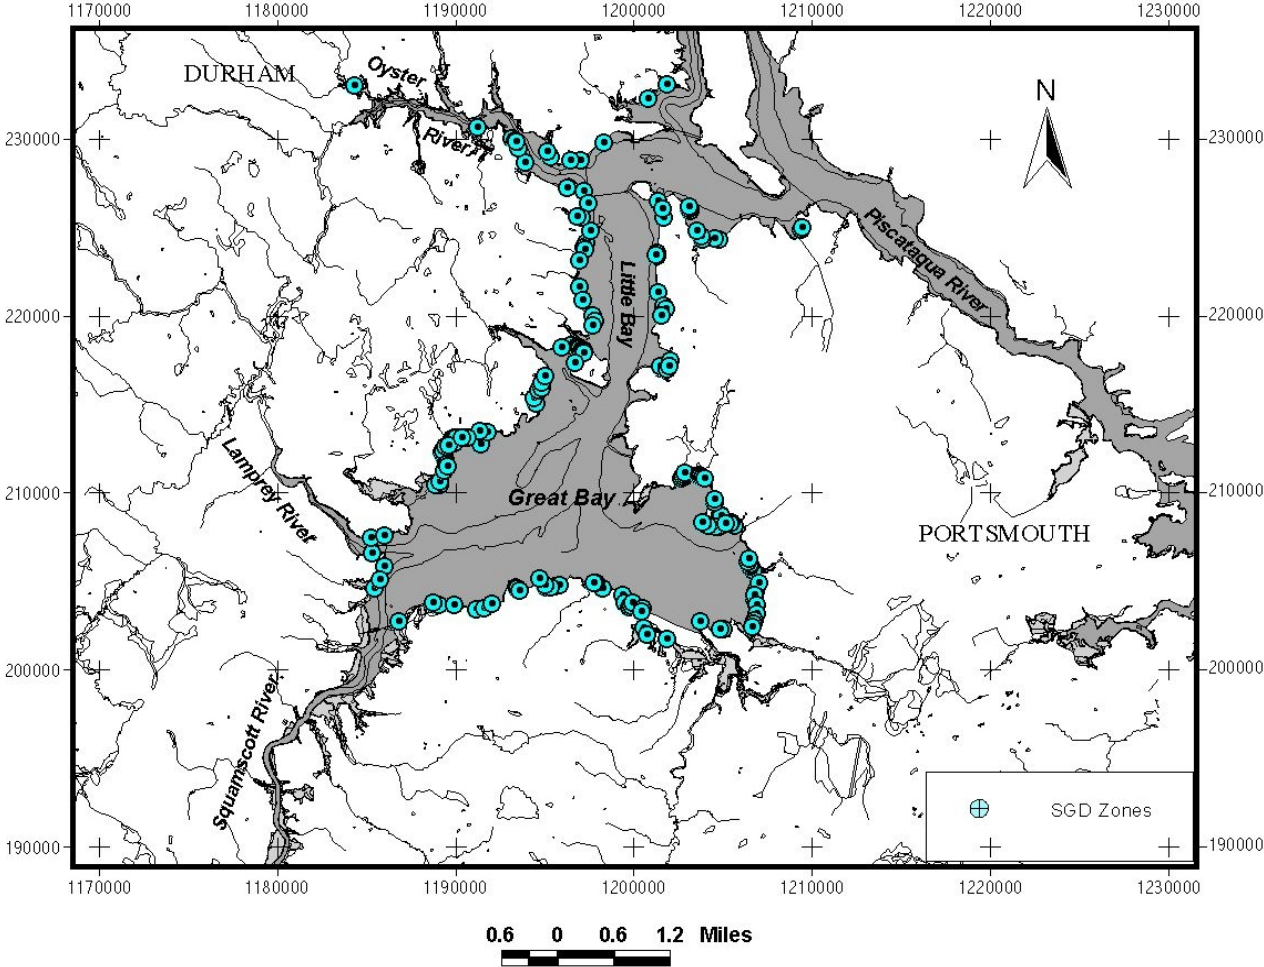 1170000 1180000 1190000 1200000 1210000 1220000 1230000
DURHAM
Oyster
River
N
230000 230000
Piscataqua River
Little Bay
220000 220000
Lamprey River
210000 210000
Great Bay
PORTSMOUTH
200000 200000
Squamscott River
SGD Zones
190000 190000
1170000 1180000 1190000 1200000 1210000 1220000 1230000
0.6 0 0.6 1.2 Miles